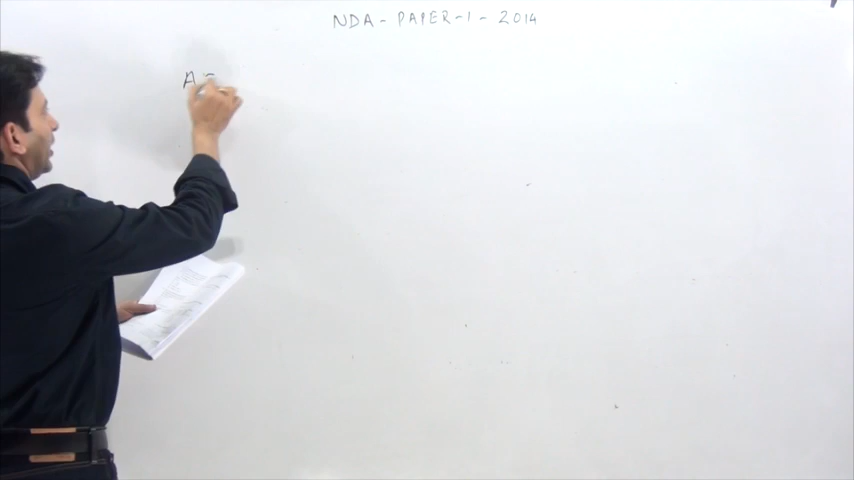 NDA - PAPER - 1 - 2014
A =